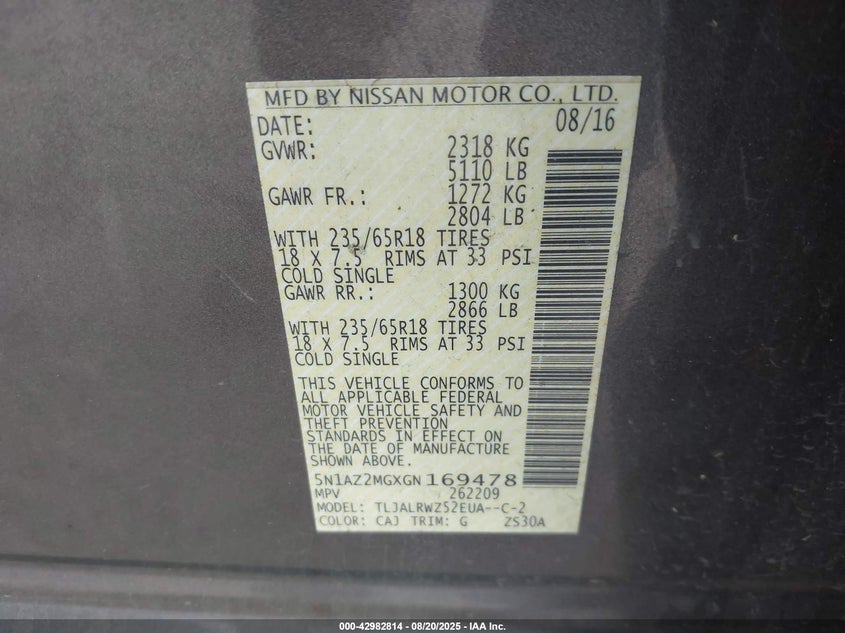 MFD BY NISSAN MOTOR CO., LTD.
DATE: 08/16
GVWR: 2318 KG
5110 LB
GAWR FR.: 1272 KG
2804 LB
WITH 235/65R18 TIRES
18 X 7.5 RIMS AT 33 PSI
COLD SINGLE
GAWR RR.: 1300 KG
2866 LB
WITH 235/65R18 TIRES
18 X 7.5 RIMS AT 33 PSI
COLD SINGLE
THIS VEHICLE CONFORMS TO
ALL APPLICABLE FEDERAL
MOTOR VEHICLE SAFETY AND
THEFT PREVENTION
STANDARDS IN EFFECT ON
THE DATE OF MANUFACTURE
SHOWN ABOVE.
5N1AZ2MGXGN169478
MPV 262209
MODEL: TLJALRWZ52EUA--C-2
COLOR: CAJ TRIM: G ZS30A
000-42982814 - 08/20/2025 - IAA Inc.